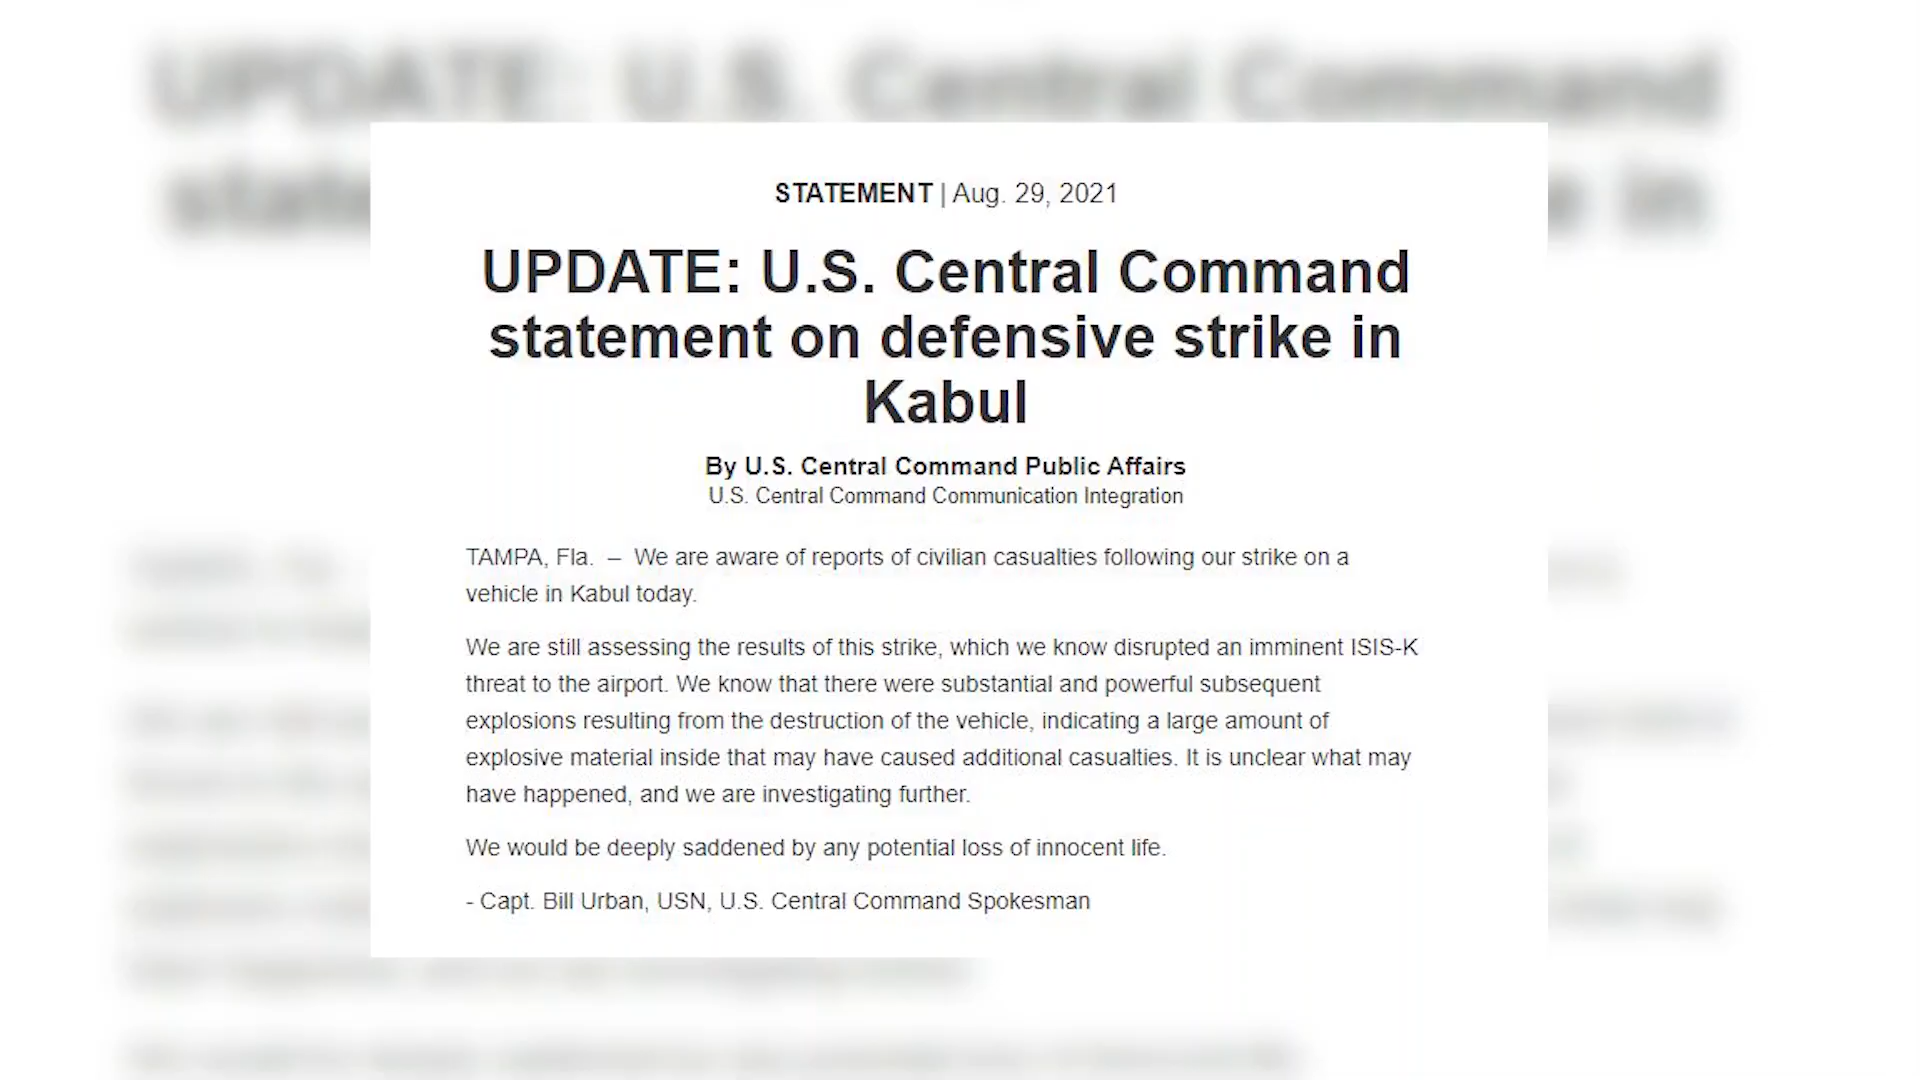 STATEMENT | Aug. 29, 2021
UPDATE: U.S. Central Command
statement on defensive strike in
Kabul
By U.S. Central Command Public Affairs
U.S. Central Command Communication Integration
TAMPA, Fla. – We are aware of reports of civilian casualties following our strike on a
vehicle in Kabul today.
We are still assessing the results of this strike, which we know disrupted an imminent ISIS-K
threat to the airport. We know that there were substantial and powerful subsequent
explosions resulting from the destruction of the vehicle, indicating a large amount of
explosive material inside that may have caused additional casualties. It is unclear what may
have happened, and we are investigating further.
We would be deeply saddened by any potential loss of innocent life.
- Capt. Bill Urban, USN, U.S. Central Command Spokesman